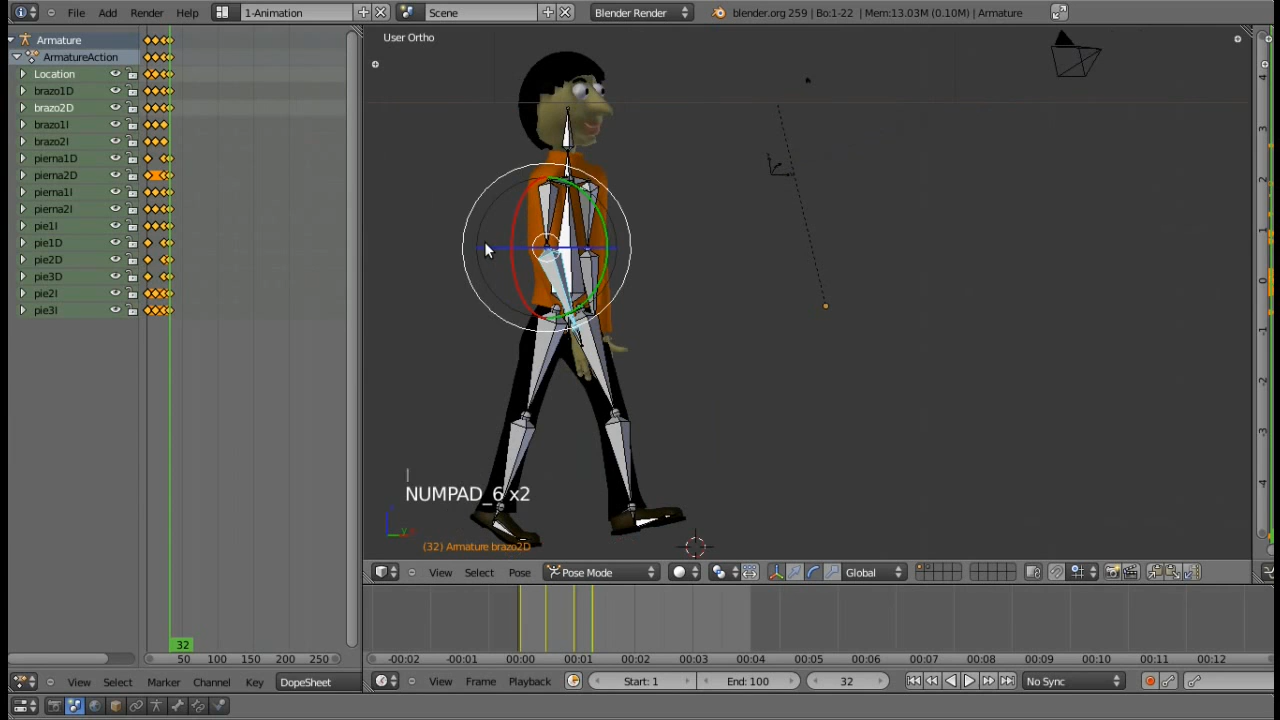 File Add Render Help 1-Animation Scene Blender Render blender.org 259 | Bo:1-22 | Mem:13.03M (0.10M) | Armature
User Ortho
Armature
ArmatureAction
Location
brazo1D
brazo2D
brazo1I
brazo2I
pierna1D
pierna2D
pierna1I
pierna2I
pie1I
pie1D
pie2D
pie3D
pie2I
pie3I
NUMPAD_6 x2
(32) Armature brazo2D
View Select Pose Pose Mode Global
32
50 100 150 200 250
-00:02 -00:01 00:00 00:01 00:02 00:03 00:04 00:05 00:06 00:07 00:08 00:09 00:10 00:11 00:12
View Select Marker Channel Key DopeSheet
View Frame Playback Start: 1 End: 100 32 No Sync